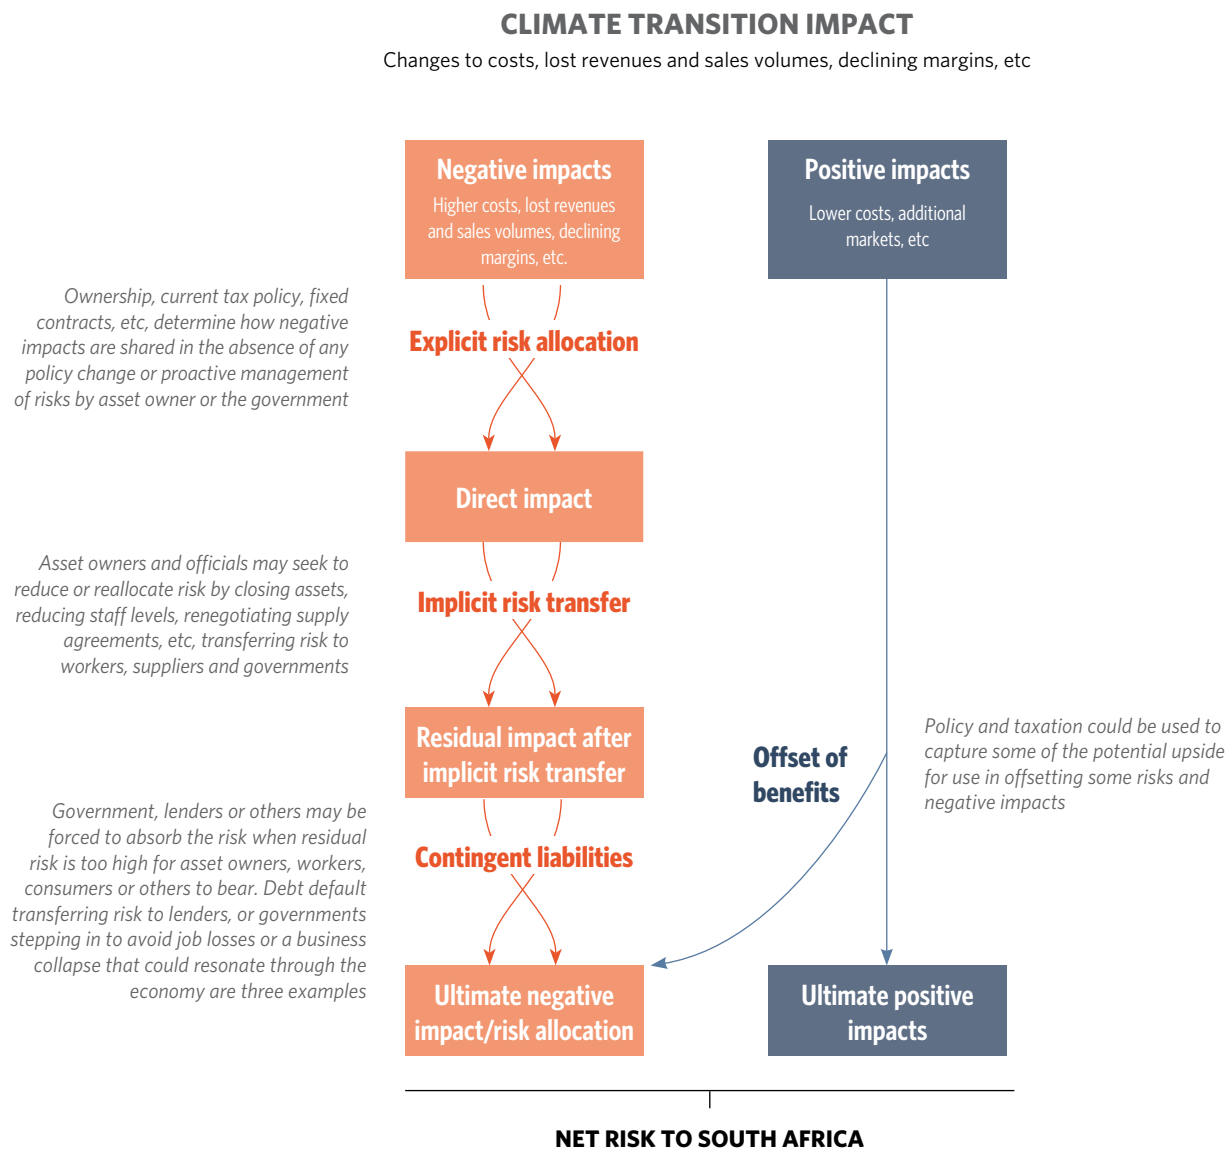 CLIMATE TRANSITION IMPACT
Changes to costs, lost revenues and sales volumes, declining margins, etc
Negative impacts
Higher costs, lost revenues
and sales volumes, declining
margins, etc.
Positive impacts
Lower costs, additional
markets, etc
Ownership, current tax policy, fixed
contracts, etc, determine how negative
impacts are shared in the absence of any
policy change or proactive management
of risks by asset owner or the government
Explicit risk allocation
Direct impact
Asset owners and officials may seek to
reduce or reallocate risk by closing assets,
reducing staff levels, renegotiating supply
agreements, etc, transferring risk to
workers, suppliers and governments
Implicit risk transfer
Residual impact after
implicit risk transfer
Offset of
benefits
Policy and taxation could be used to
capture some of the potential upside
for use in offsetting some risks and
negative impacts
Government, lenders or others may be
forced to absorb the risk when residual
risk is too high for asset owners, workers,
consumers or others to bear. Debt default
transferring risk to lenders, or governments
stepping in to avoid job losses or a business
collapse that could resonate through the
economy are three examples
Contingent liabilities
Ultimate negative
impact/risk allocation
Ultimate positive
impacts
NET RISK TO SOUTH AFRICA